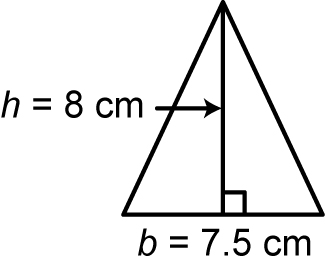 h = 8 cm
b = 7.5 cm